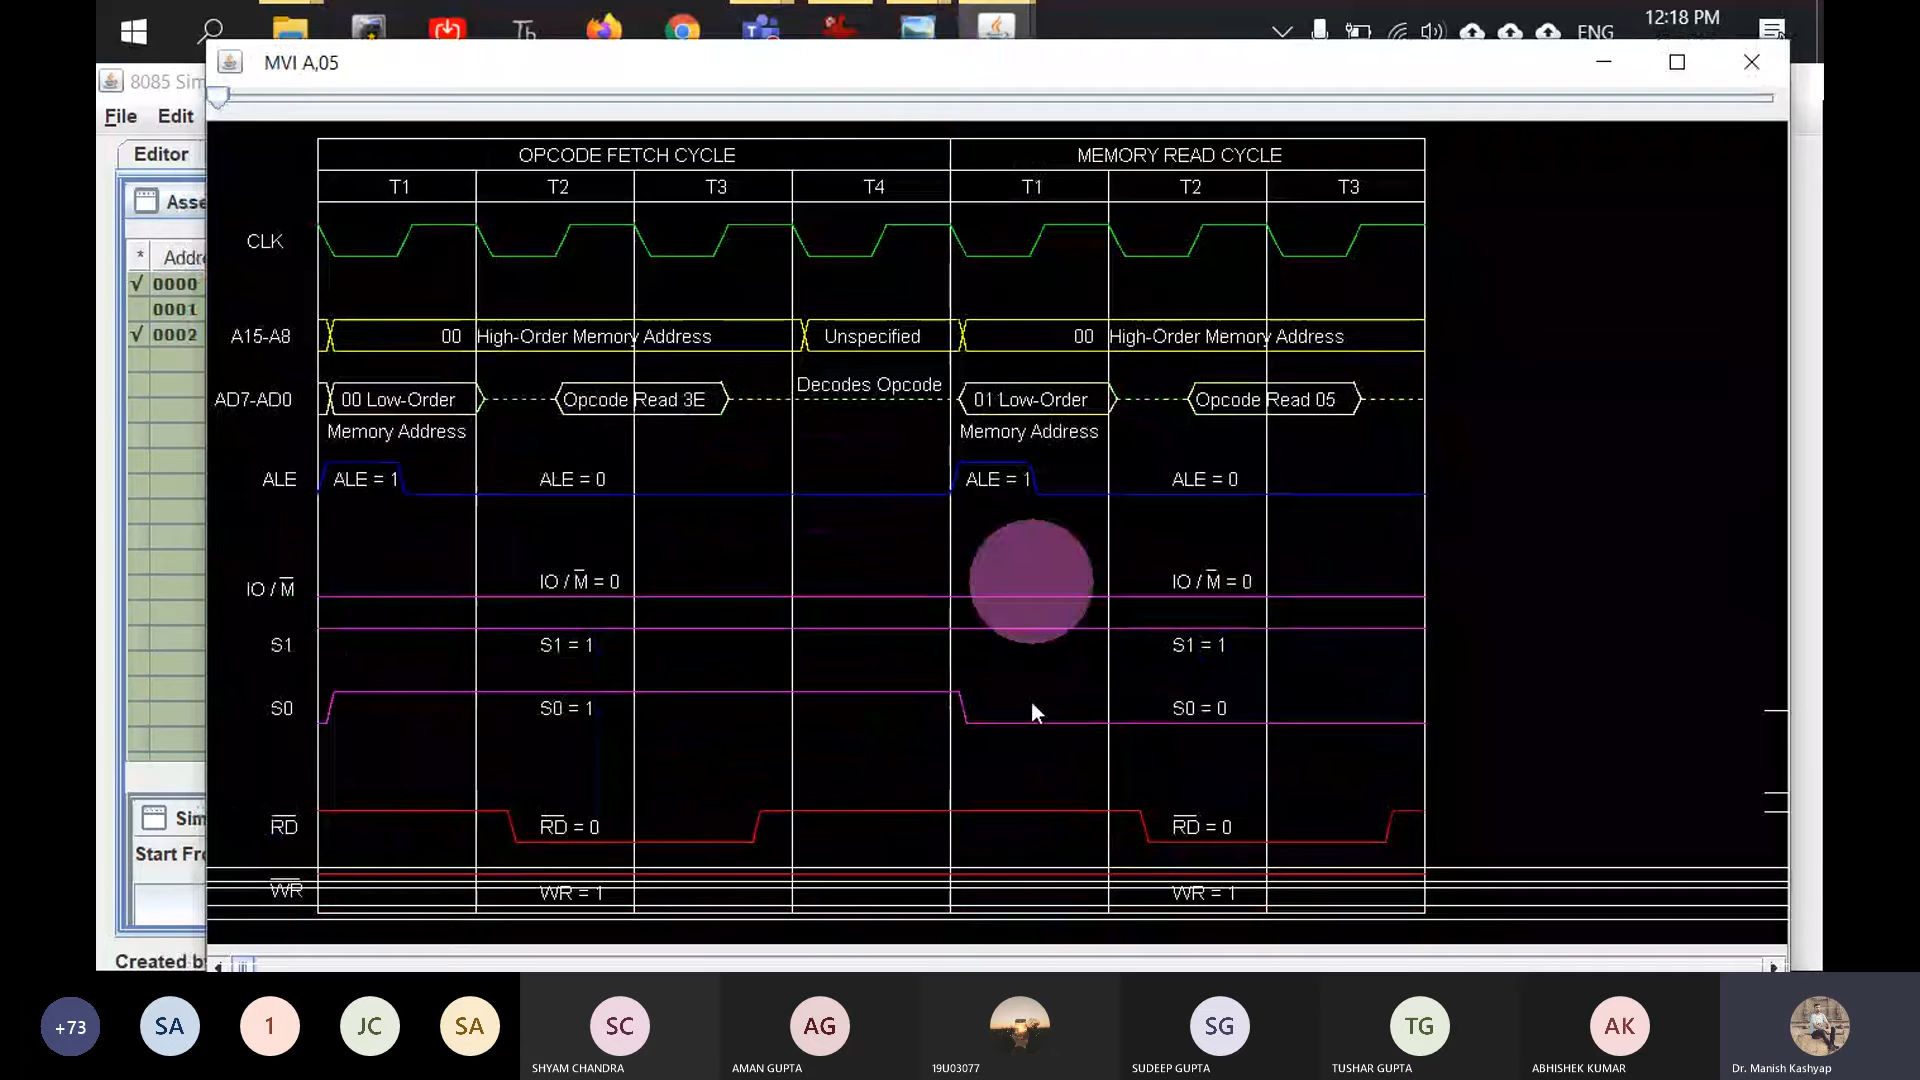 12:18 PM
ENG
MVI A,05
8085 Sim
File Edit
Editor
Asse
* Addre
√ 0000
0001
√ 0002
Sim
Start Fro
Created b
OPCODE FETCH CYCLE MEMORY READ CYCLE
T1 T2 T3 T4 T1 T2 T3
CLK
A15-A8 00 High-Order Memory Address Unspecified 00 High-Order Memory Address
Decodes Opcode
AD7-AD0 00 Low-Order Opcode Read 3E 01 Low-Order Opcode Read 05
Memory Address Memory Address
ALE ALE = 1 ALE = 0 ALE = 1 ALE = 0
IO / M̅ IO / M̅ = 0 IO / M̅ = 0
S1 S1 = 1 S1 = 1
S0 S0 = 1 S0 = 0
R̅D̅ R̅D̅ = 0 R̅D̅ = 0
W̅R̅ WR = 1 WR = 1
+73 SA 1 JC SA SC AG SG TG AK
SHYAM CHANDRA AMAN GUPTA 19U03077 SUDEEP GUPTA TUSHAR GUPTA ABHISHEK KUMAR Dr. Manish Kashyap